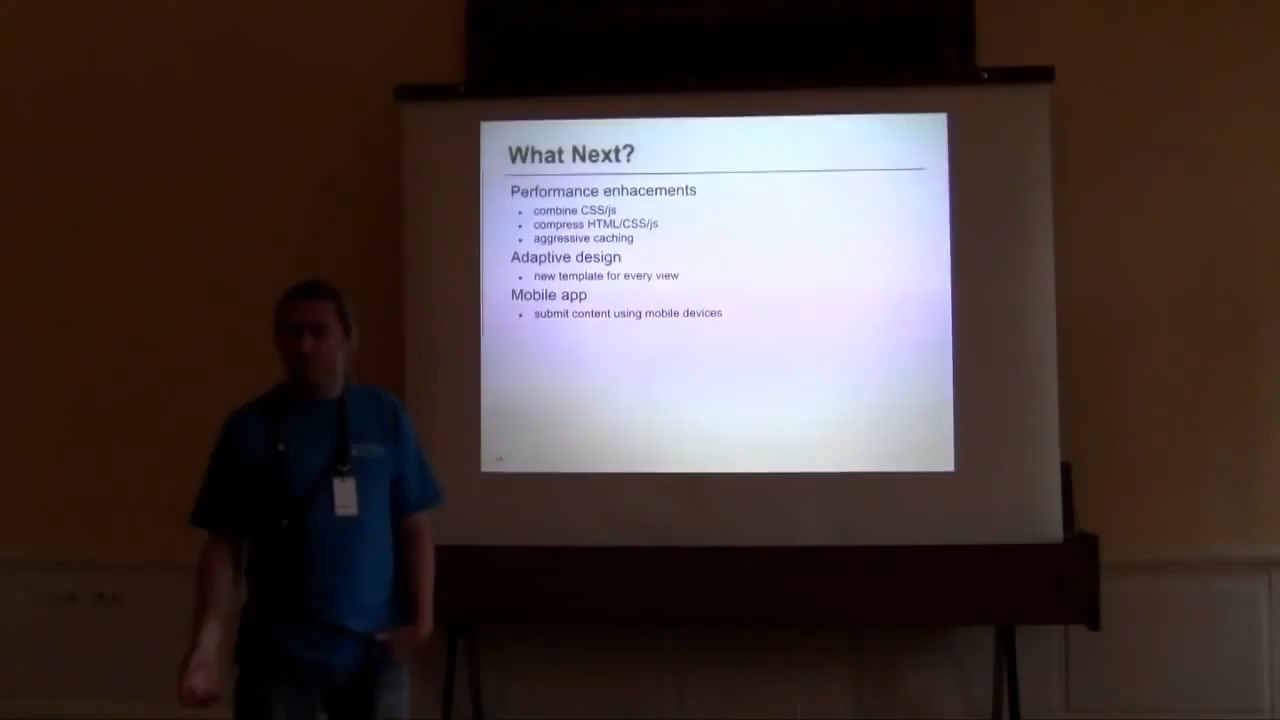 What Next?
Performance enhacements
combine CSS/js
compress HTML/CSS/js
aggressive caching
Adaptive design
new template for every view
Mobile app
submit content using mobile devices